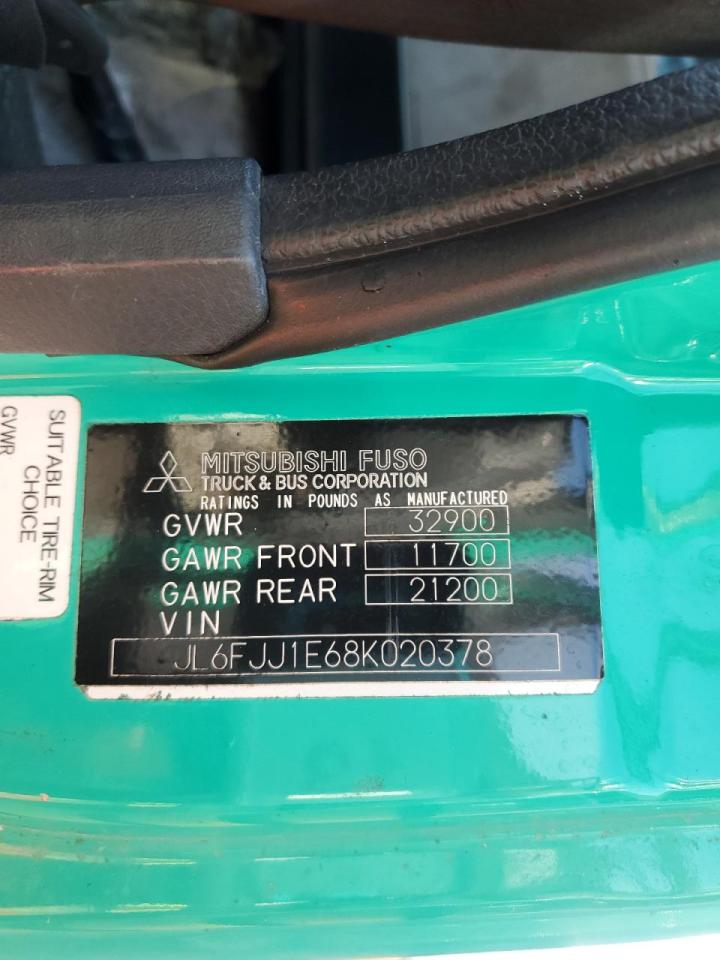 MITSUBISHI FUSO
TRUCK & BUS CORPORATION
RATINGS IN POUNDS AS MANUFACTURED
GVWR 32900
GAWR FRONT 11700
GAWR REAR 21200
VIN
JL6FJJ1E68K020378
SUITABLE TIRE-RIM
CHOICE
GVWR